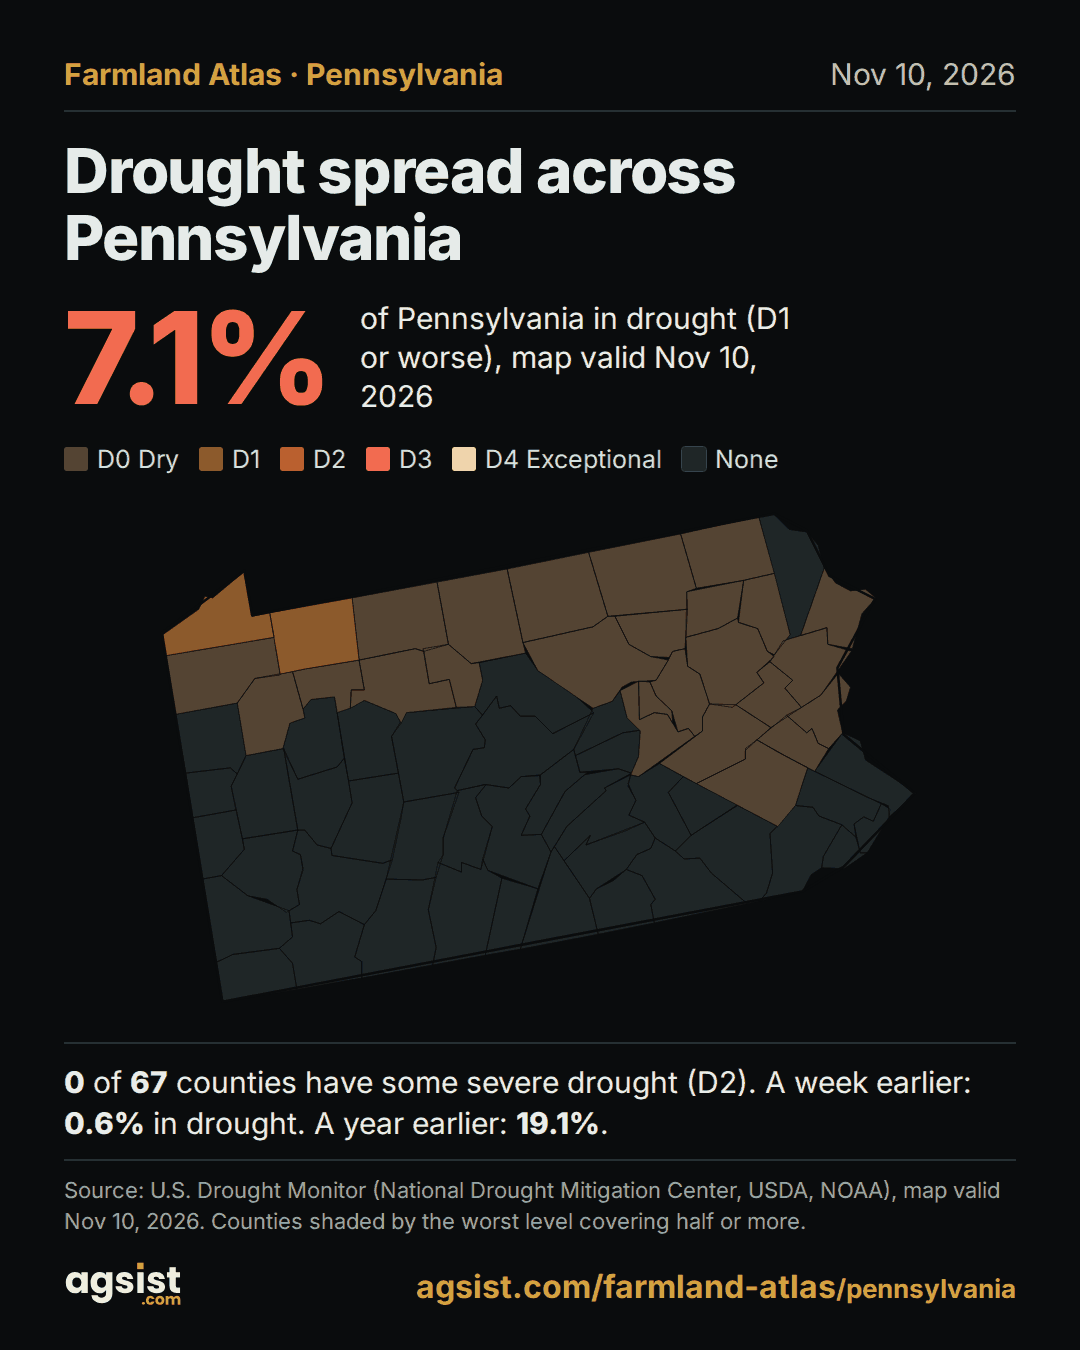 Farmland Atlas · Pennsylvania
Nov 10, 2026
Drought spread across
Pennsylvania
7.1%
of Pennsylvania in drought (D1
or worse), map valid Nov 10,
2026
D0 Dry D1 D2 D3 D4 Exceptional None
0 of 67 counties have some severe drought (D2). A week earlier:
0.6% in drought. A year earlier: 19.1%.
Source: U.S. Drought Monitor (National Drought Mitigation Center, USDA, NOAA), map valid
Nov 10, 2026. Counties shaded by the worst level covering half or more.
agsist
.com
agsist.com/farmland-atlas/pennsylvania